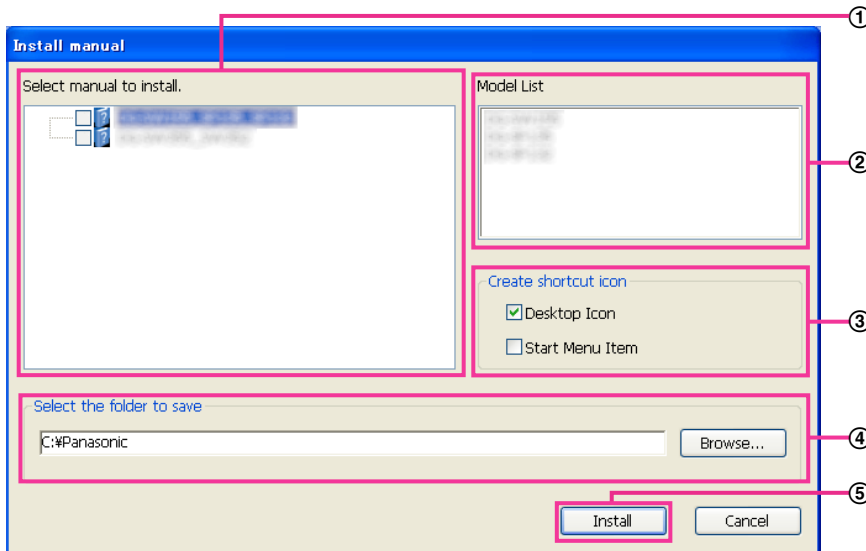 ①
Install manual
Select manual to install.
Model List
②
Create shortcut icon
Desktop Icon
③
Start Menu Item
Select the folder to save
C:¥Panasonic
Browse...
④
⑤
Install
Cancel